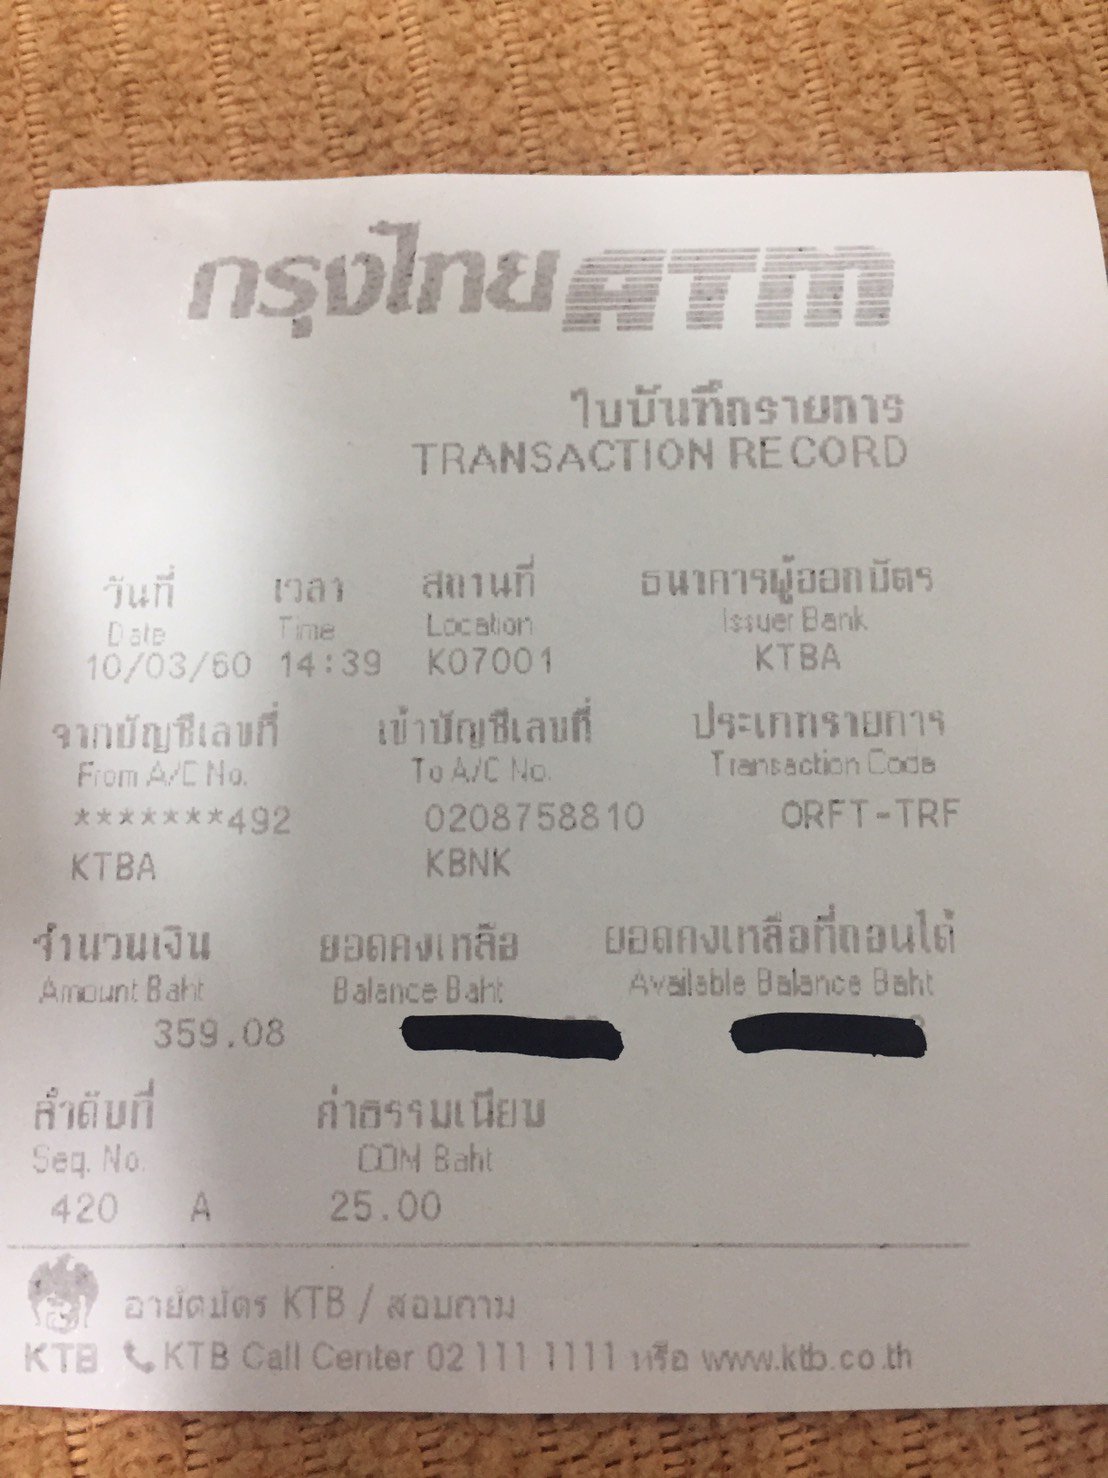 กรุงไทย ATM
ใบบันทึกรายการ
TRANSACTION RECORD
วันที่ เวลา สถานที่ ธนาคารผู้ออกบัตร
Date Time Location Issuer Bank
10/03/60 14:39 K07001 KTBA
จากบัญชีเลขที่ เข้าบัญชีเลขที่ ประเภทรายการ
From A/C No. To A/C No. Transaction Code
*******492 0208758810 ORFT-TRF
KTBA KBNK
จำนวนเงิน ยอดคงเหลือ ยอดคงเหลือที่ถอนได้
Amount Baht Balance Baht Available Balance Baht
359.08
ลำดับที่ ค่าธรรมเนียม
Seq. No. COM Baht
420 A 25.00
อายัดบัตร KTB / สอบถาม
KTB KTB Call Center 02 111 1111 หรือ www.ktb.co.th